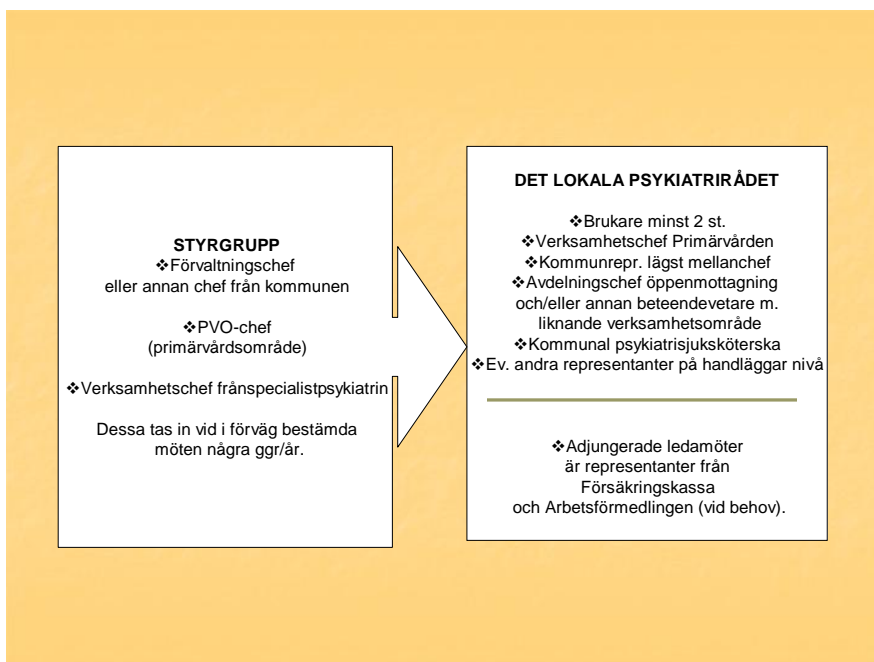 STYRGRUPP
❖Förvaltningschef
eller annan chef från kommunen
❖PVO-chef
(primärvårdsområde)
❖Verksamhetschef frånspecialistpsykiatrin
Dessa tas in vid i förväg bestämda
möten några ggr/år.
DET LOKALA PSYKIATRIRÅDET
❖Brukare minst 2 st.
❖Verksamhetschef Primärvården
❖Kommunrepr. lägst mellanchef
❖Avdelningschef öppenmottagning
och/eller annan beteendevetare m.
liknande verksamhetsområde
❖Kommunal psykiatrisjuksköterska
❖Ev. andra representanter på handläggar nivå
❖Adjungerade ledamöter
är representanter från
Försäkringskassa
och Arbetsförmedlingen (vid behov).